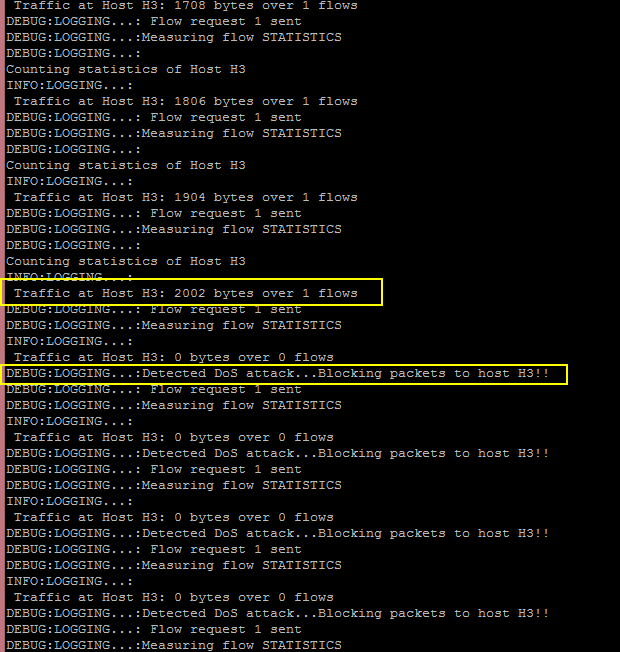 Traffic at Host H3: 1708 bytes over 1 flows
DEBUG:LOGGING...: Flow request 1 sent
DEBUG:LOGGING...:Measuring flow STATISTICS
DEBUG:LOGGING...:
Counting statistics of Host H3
INFO:LOGGING...:
Traffic at Host H3: 1806 bytes over 1 flows
DEBUG:LOGGING...: Flow request 1 sent
DEBUG:LOGGING...:Measuring flow STATISTICS
DEBUG:LOGGING...:
Counting statistics of Host H3
INFO:LOGGING...:
Traffic at Host H3: 1904 bytes over 1 flows
DEBUG:LOGGING...: Flow request 1 sent
DEBUG:LOGGING...:Measuring flow STATISTICS
DEBUG:LOGGING...:
Counting statistics of Host H3
INFO:LOGGING...:
Traffic at Host H3: 2002 bytes over 1 flows
DEBUG:LOGGING...: Flow request 1 sent
DEBUG:LOGGING...:Measuring flow STATISTICS
INFO:LOGGING...:
Traffic at Host H3: 0 bytes over 0 flows
DEBUG:LOGGING...:Detected DoS attack...Blocking packets to host H3!!
DEBUG:LOGGING...: Flow request 1 sent
DEBUG:LOGGING...:Measuring flow STATISTICS
INFO:LOGGING...:
Traffic at Host H3: 0 bytes over 0 flows
DEBUG:LOGGING...:Detected DoS attack...Blocking packets to host H3!!
DEBUG:LOGGING...: Flow request 1 sent
DEBUG:LOGGING...:Measuring flow STATISTICS
INFO:LOGGING...:
Traffic at Host H3: 0 bytes over 0 flows
DEBUG:LOGGING...:Detected DoS attack...Blocking packets to host H3!!
DEBUG:LOGGING...: Flow request 1 sent
DEBUG:LOGGING...:Measuring flow STATISTICS
INFO:LOGGING...:
Traffic at Host H3: 0 bytes over 0 flows
DEBUG:LOGGING...:Detected DoS attack...Blocking packets to host H3!!
DEBUG:LOGGING...: Flow request 1 sent
DEBUG:LOGGING...:Measuring flow STATISTICS